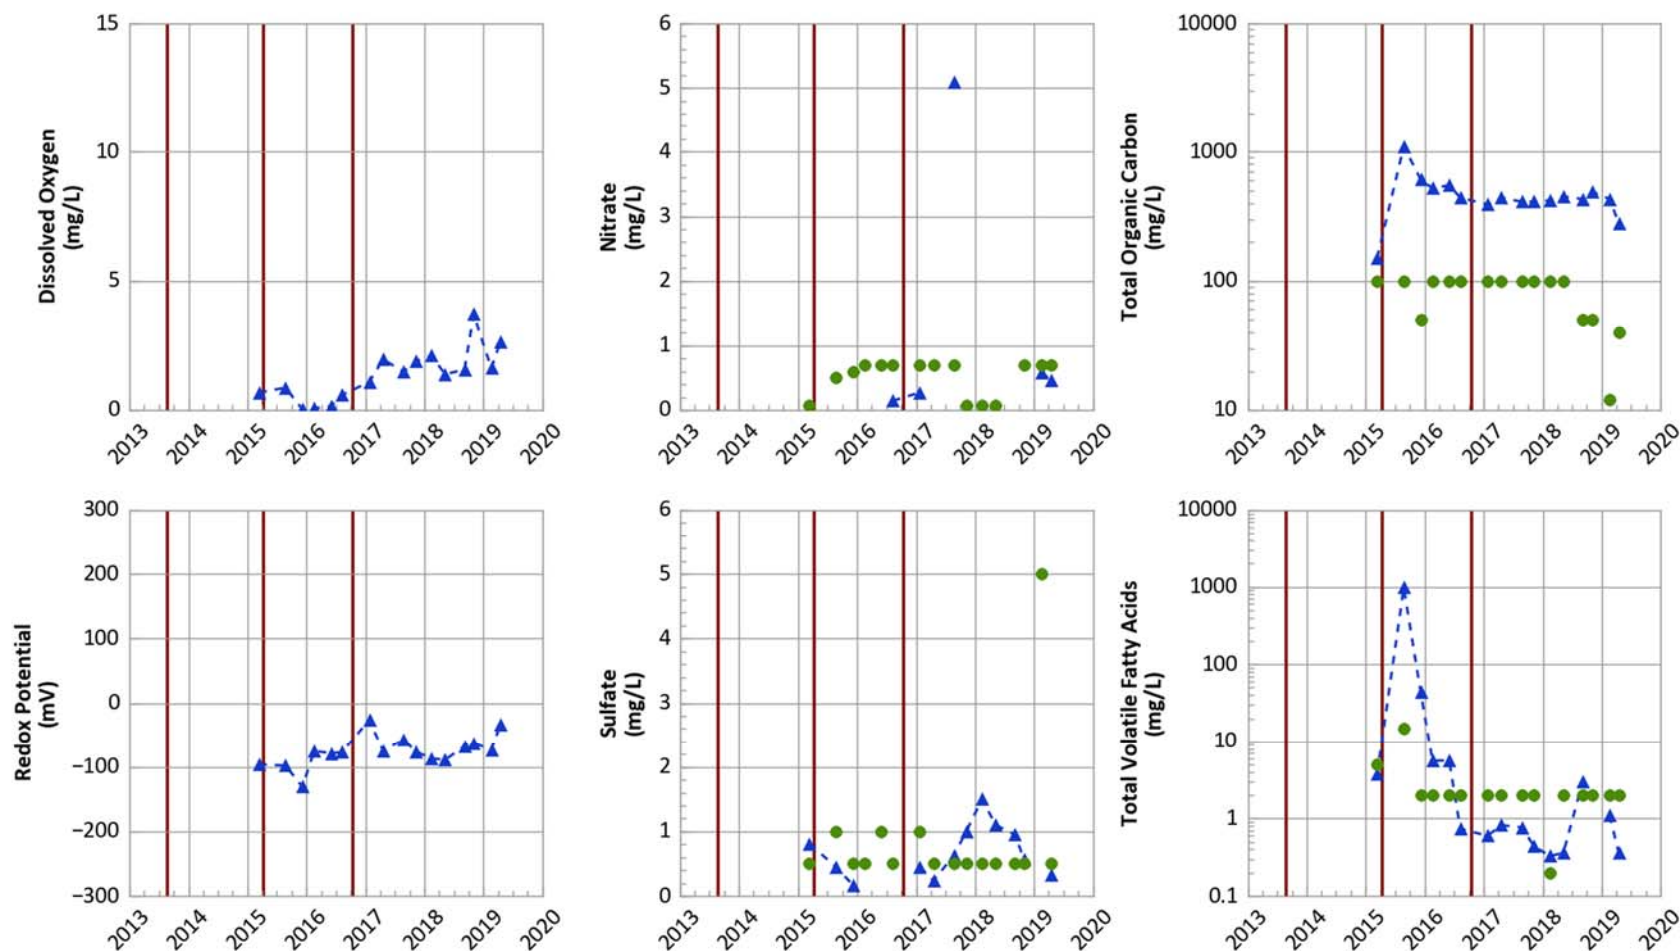 Dissolved Oxygen
(mg/L)
15
10
5
0
2013 2014 2015 2016 2017 2018 2019 2020
Nitrate
(mg/L)
6
5
4
3
2
1
0
2013 2014 2015 2016 2017 2018 2019 2020
Total Organic Carbon
(mg/L)
10000
1000
100
10
2013 2014 2015 2016 2017 2018 2019 2020
Redox Potential
(mV)
300
200
100
0
−100
−200
−300
2013 2014 2015 2016 2017 2018 2019 2020
Sulfate
(mg/L)
6
5
4
3
2
1
0
2013 2014 2015 2016 2017 2018 2019 2020
Total Volatile Fatty Acids
(mg/L)
10000
1000
100
10
1
0.1
2013 2014 2015 2016 2017 2018 2019 2020